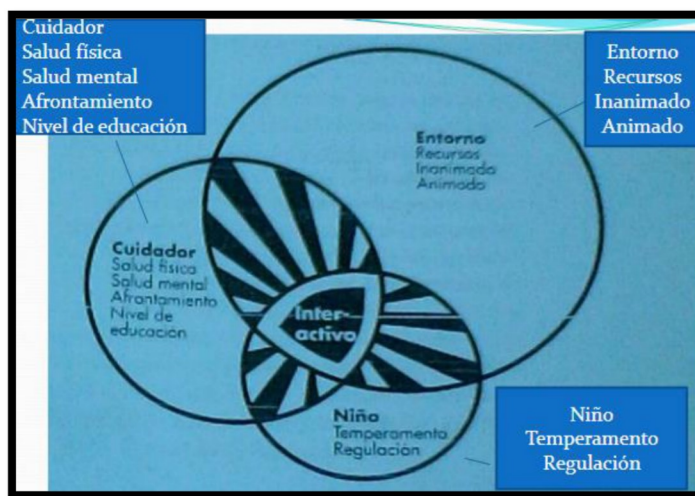 Cuidador
Salud física
Salud mental
Afrontamiento
Nivel de educación
Entorno
Recursos
Inanimado
Animado
Entorno
Recursos
Inanimado
Animado
Cuidador
Salud física
Salud mental
Afrontamiento
Nivel de
educación
Inter-
activo
Niño
Temperamento
Regulación
Niño
Temperamento
Regulación